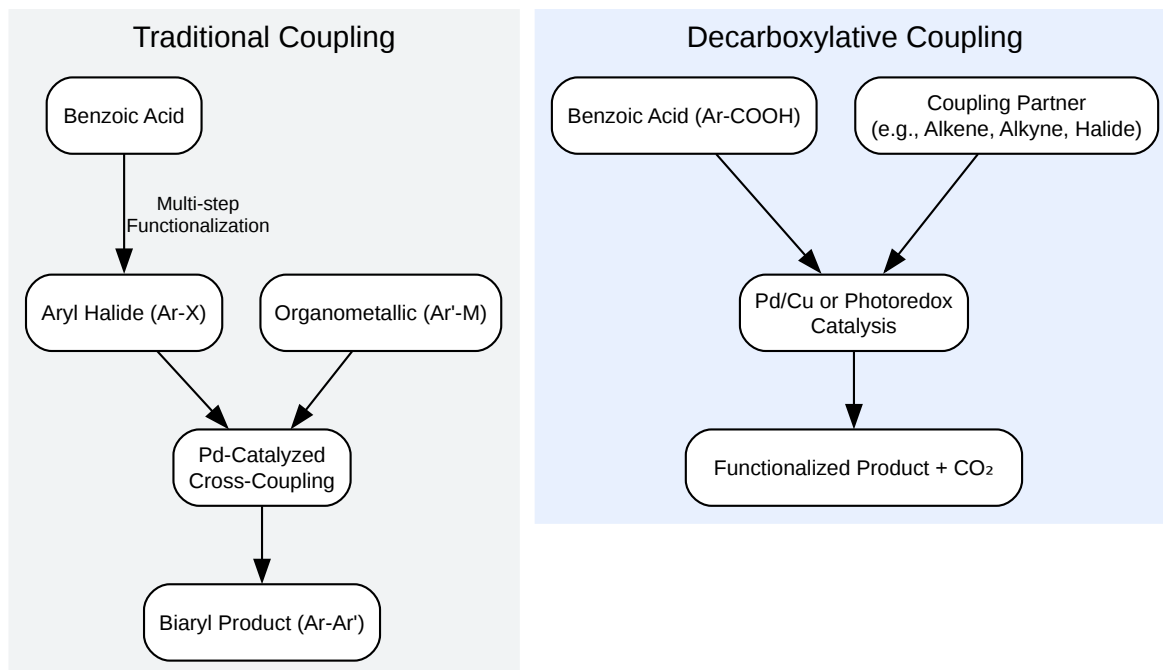 Traditional Coupling
Benzoic Acid
Multi-step
Functionalization
Aryl Halide (Ar-X)
Organometallic (Ar'-M)
Pd-Catalyzed
Cross-Coupling
Biaryl Product (Ar-Ar')
Decarboxylative Coupling
Benzoic Acid (Ar-COOH)
Coupling Partner
(e.g., Alkene, Alkyne, Halide)
Pd/Cu or Photoredox
Catalysis
Functionalized Product + CO₂